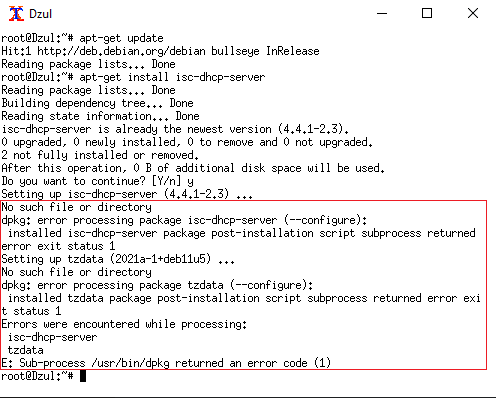 Dzul
root@Dzul:~# apt-get update
Hit:1 http://deb.debian.org/debian bullseye InRelease
Reading package lists... Done
root@Dzul:~# apt-get install isc-dhcp-server
Reading package lists... Done
Building dependency tree... Done
Reading state information... Done
isc-dhcp-server is already the newest version (4.4.1-2.3).
0 upgraded, 0 newly installed, 0 to remove and 0 not upgraded.
2 not fully installed or removed.
After this operation, 0 B of additional disk space will be used.
Do you want to continue? [Y/n] y
Setting up isc-dhcp-server (4.4.1-2.3) ...
No such file or directory
dpkg: error processing package isc-dhcp-server (--configure):
 installed isc-dhcp-server package post-installation script subprocess returned
error exit status 1
Setting up tzdata (2021a-1+deb11u5) ...
No such file or directory
dpkg: error processing package tzdata (--configure):
 installed tzdata package post-installation script subprocess returned error exi
t status 1
Errors were encountered while processing:
 isc-dhcp-server
 tzdata
E: Sub-process /usr/bin/dpkg returned an error code (1)
root@Dzul:~#